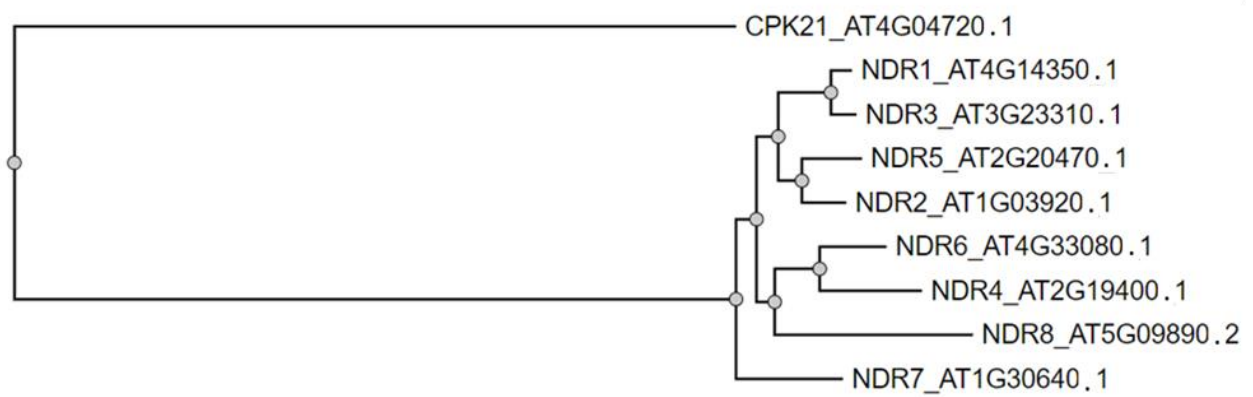 CPK21_AT4G04720.1
NDR1_AT4G14350.1
NDR3_AT3G23310.1
NDR5_AT2G20470.1
NDR2_AT1G03920.1
NDR6_AT4G33080.1
NDR4_AT2G19400.1
NDR8_AT5G09890.2
NDR7_AT1G30640.1